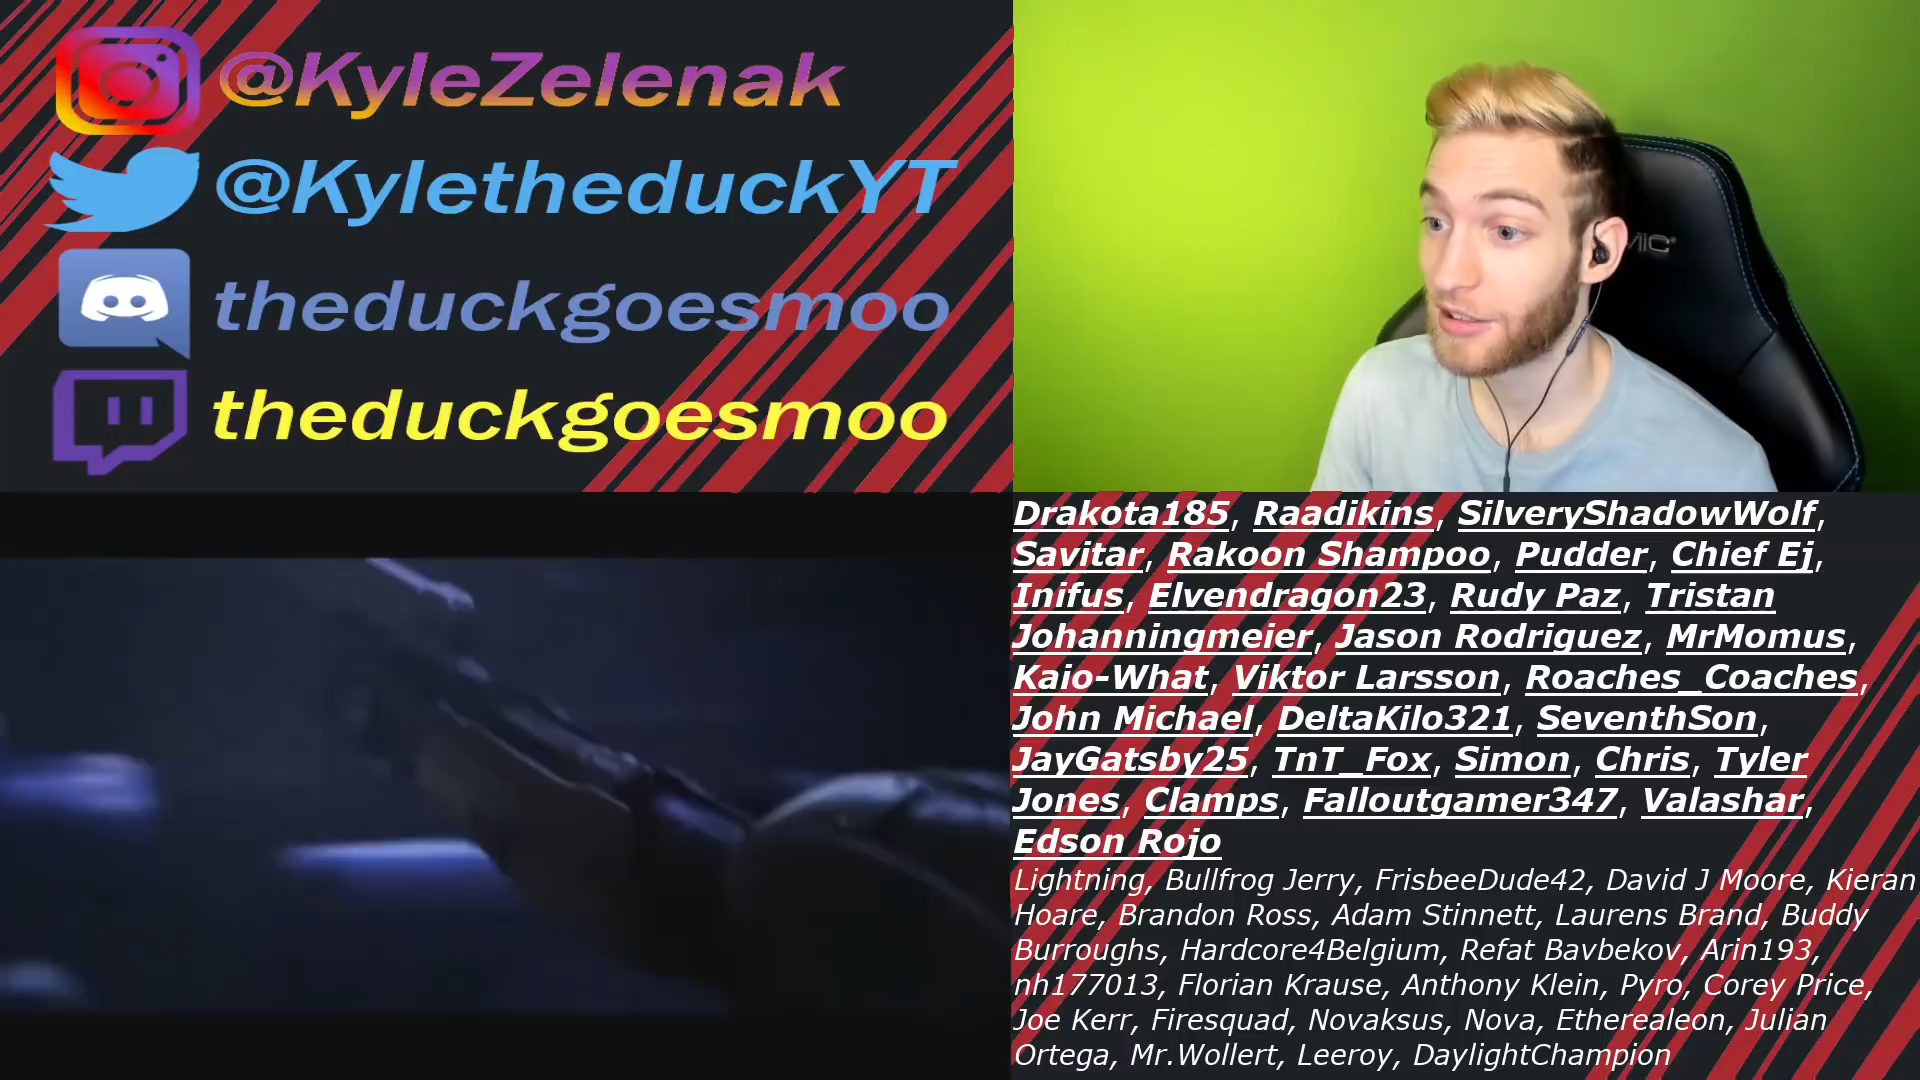 @KyleZelenak
@KyletheduckYT
theduckgoesmoo
theduckgoesmoo
Drakota185, Raadikins, SilveryShadowWolf,
Savitar, Rakoon Shampoo, Pudder, Chief Ej,
Inifus, Elvendragon23, Rudy Paz, Tristan
Johanningmeier, Jason Rodriguez, MrMomus,
Kaio-What, Viktor Larsson, Roaches_Coaches,
John Michael, DeltaKilo321, SeventhSon,
JayGatsby25, TnT_Fox, Simon, Chris, Tyler
Jones, Clamps, Falloutgamer347, Valashar,
Edson Rojo
Lightning, Bullfrog Jerry, FrisbeeDude42, David J Moore, Kieran
Hoare, Brandon Ross, Adam Stinnett, Laurens Brand, Buddy
Burroughs, Hardcore4Belgium, Refat Bavbekov, Arin193,
nh177013, Florian Krause, Anthony Klein, Pyro, Corey Price,
Joe Kerr, Firesquad, Novaksus, Nova, Etherealeon, Julian
Ortega, Mr.Wollert, Leeroy, DaylightChampion